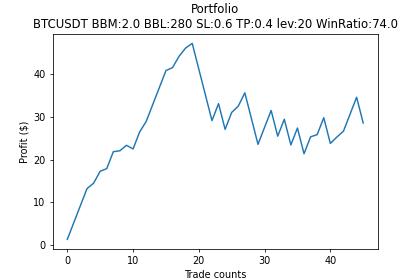 Portfolio
BTCUSDT BBM:2.0 BBL:280 SL:0.6 TP:0.4 lev:20 WinRatio:74.0
40
30
20
10
0
Profit ($)
0 10 20 30 40
Trade counts